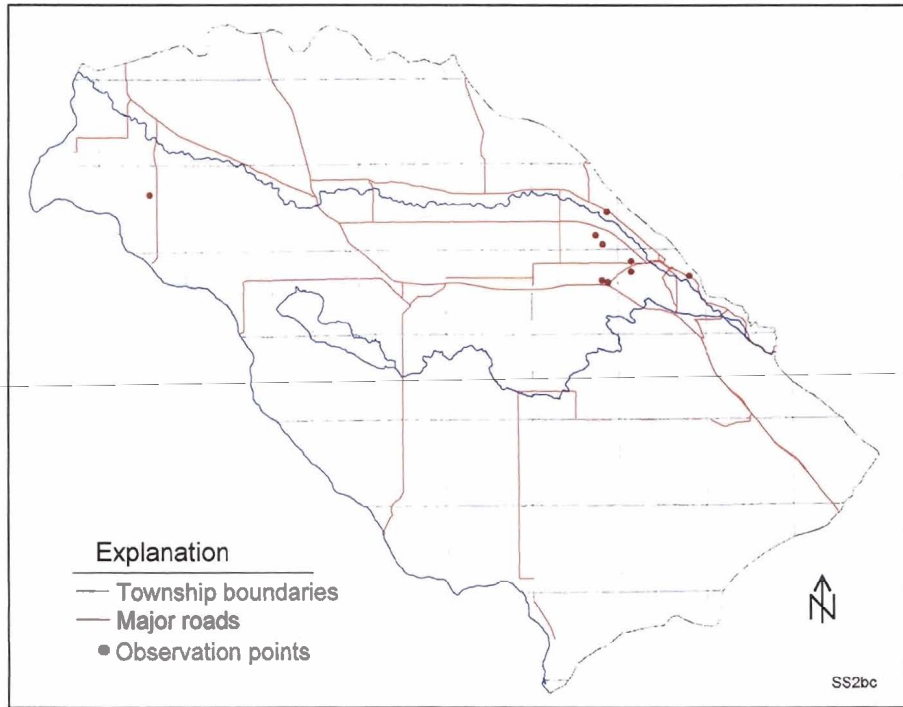 Explanation
Township boundaries
Major roads
Observation points
N
SS2bc